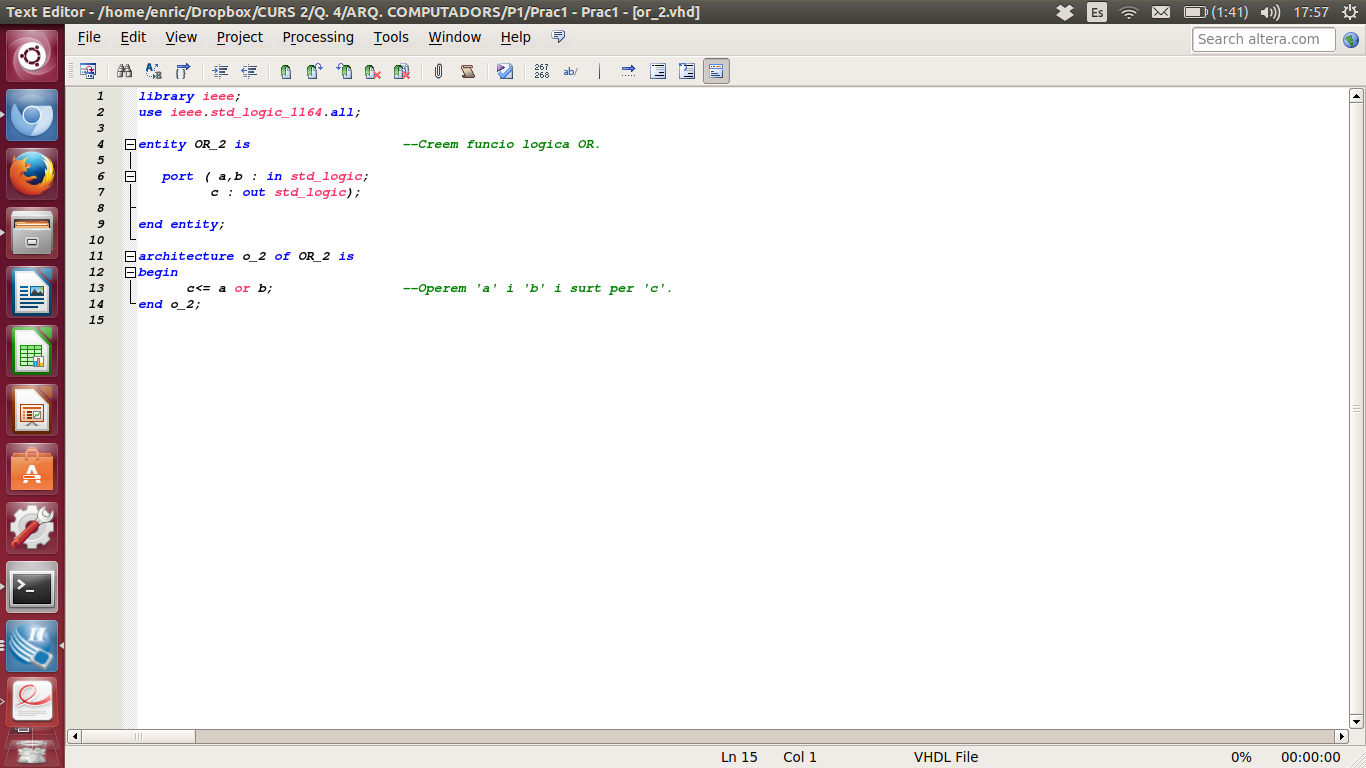 Text Editor - /home/enric/Dropbox/CURS 2/Q. 4/ARQ. COMPUTADORS/P1/Prac1 - Prac1 - [or_2.vhd]
Es (1:41) 17:57
File Edit View Project Processing Tools Window Help
Search altera.com
267
268
ab/
1 library ieee;
2 use ieee.std_logic_1164.all;
3
4 entity OR_2 is --Creem funcio logica OR.
5
6 port ( a,b : in std_logic;
7 c : out std_logic);
8
9 end entity;
10
11 architecture o_2 of OR_2 is
12 begin
13 c<= a or b; --Operem 'a' i 'b' i surt per 'c'.
14 end o_2;
15
Ln 15 Col 1 VHDL File 0% 00:00:00